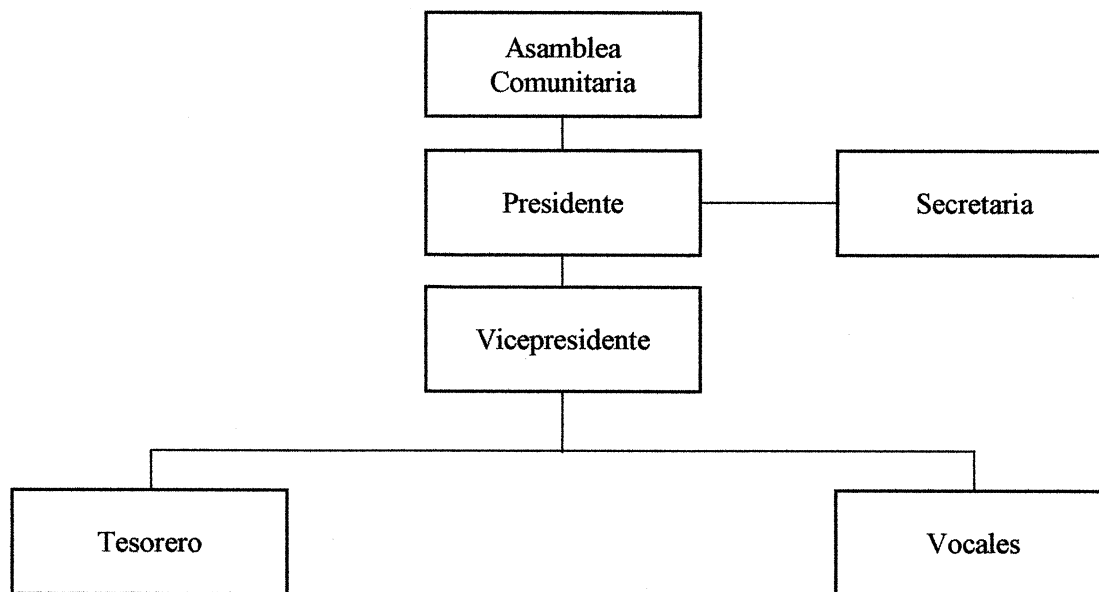 Asamblea
Comunitaria
Presidente
Secretaria
Vicepresidente
Tesorero
Vocales